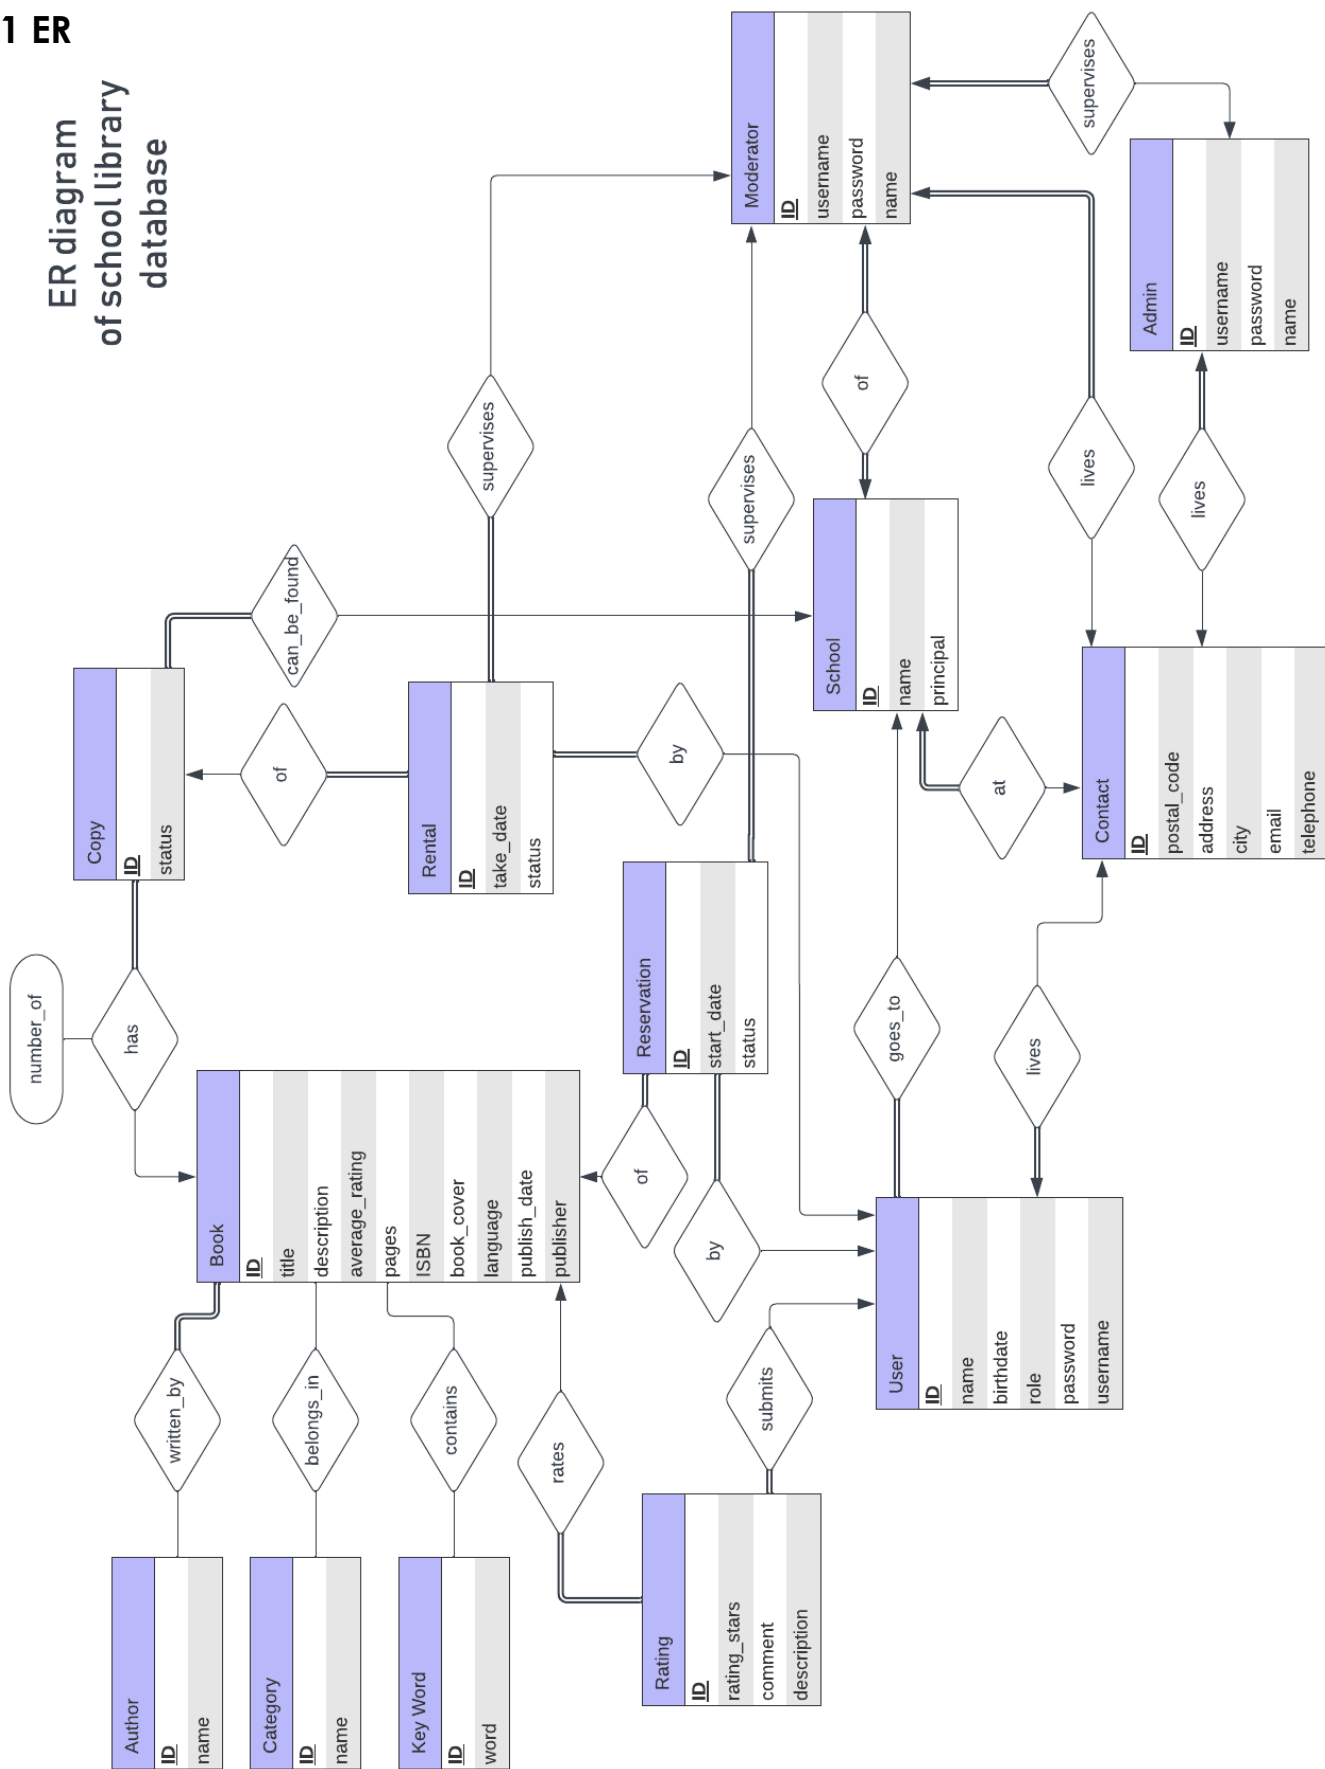 1 ER
ER diagram
of school library
database
Author
ID
name
Category
ID
name
Key Word
ID
word
written_by
belongs_in
contains
Book
ID
title
description
average_rating
pages
ISBN
book_cover
language
publish_date
publisher
number_of
has
Copy
ID
status
can_be_found
of
Rental
ID
take_date
status
supervises
by
Reservation
ID
start_date
status
of
by
supervises
rates
Rating
ID
rating_stars
comment
description
submits
User
ID
name
birthdate
role
password
username
goes_to
lives
School
ID
name
principal
at
of
Contact
ID
postal_code
address
city
email
telephone
lives
lives
Moderator
ID
username
password
name
supervises
Admin
ID
username
password
name